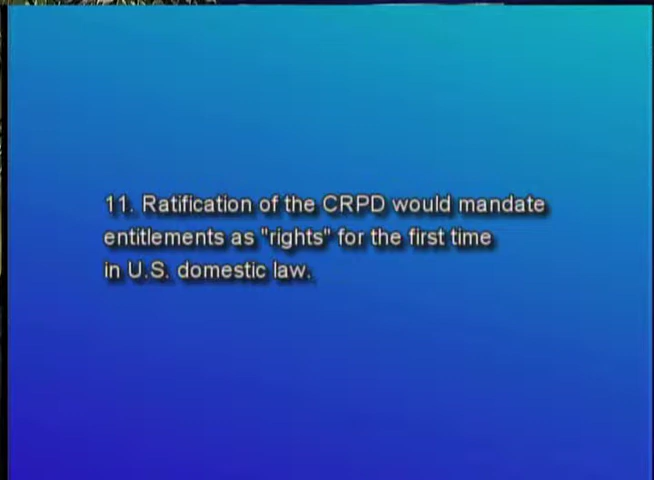 11. Ratification of the CRPD would mandate
entitlements as "rights" for the first time
in U.S. domestic law.